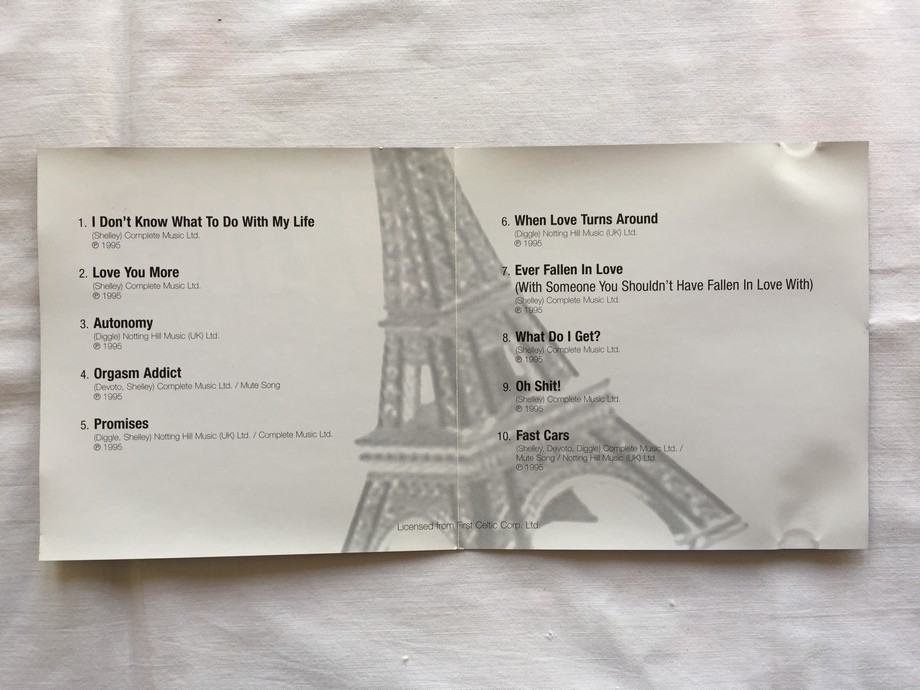 1. I Don't Know What To Do With My Life
(Shelley) Complete Music Ltd.
℗ 1995
2. Love You More
(Shelley) Complete Music Ltd.
℗ 1995
3. Autonomy
(Diggle) Notting Hill Music (UK) Ltd.
℗ 1995
4. Orgasm Addict
(Devoto, Shelley) Complete Music Ltd. / Mute Song
℗ 1995
5. Promises
(Diggle, Shelley) Notting Hill Music (UK) Ltd. / Complete Music Ltd.
℗ 1995
6. When Love Turns Around
(Diggle) Notting Hill Music (UK) Ltd.
℗ 1995
7. Ever Fallen In Love
(With Someone You Shouldn't Have Fallen In Love With)
(Shelley) Complete Music Ltd.
℗ 1995
8. What Do I Get?
(Shelley) Complete Music Ltd.
℗ 1995
9. Oh Shit!
(Shelley) Complete Music Ltd.
℗ 1995
10. Fast Cars
(Shelley, Devoto, Diggle) Complete Music Ltd. /
Mute Song / Notting Hill Music (UK) Ltd.
℗ 1995
Licensed from First Celtic Corp. Ltd.